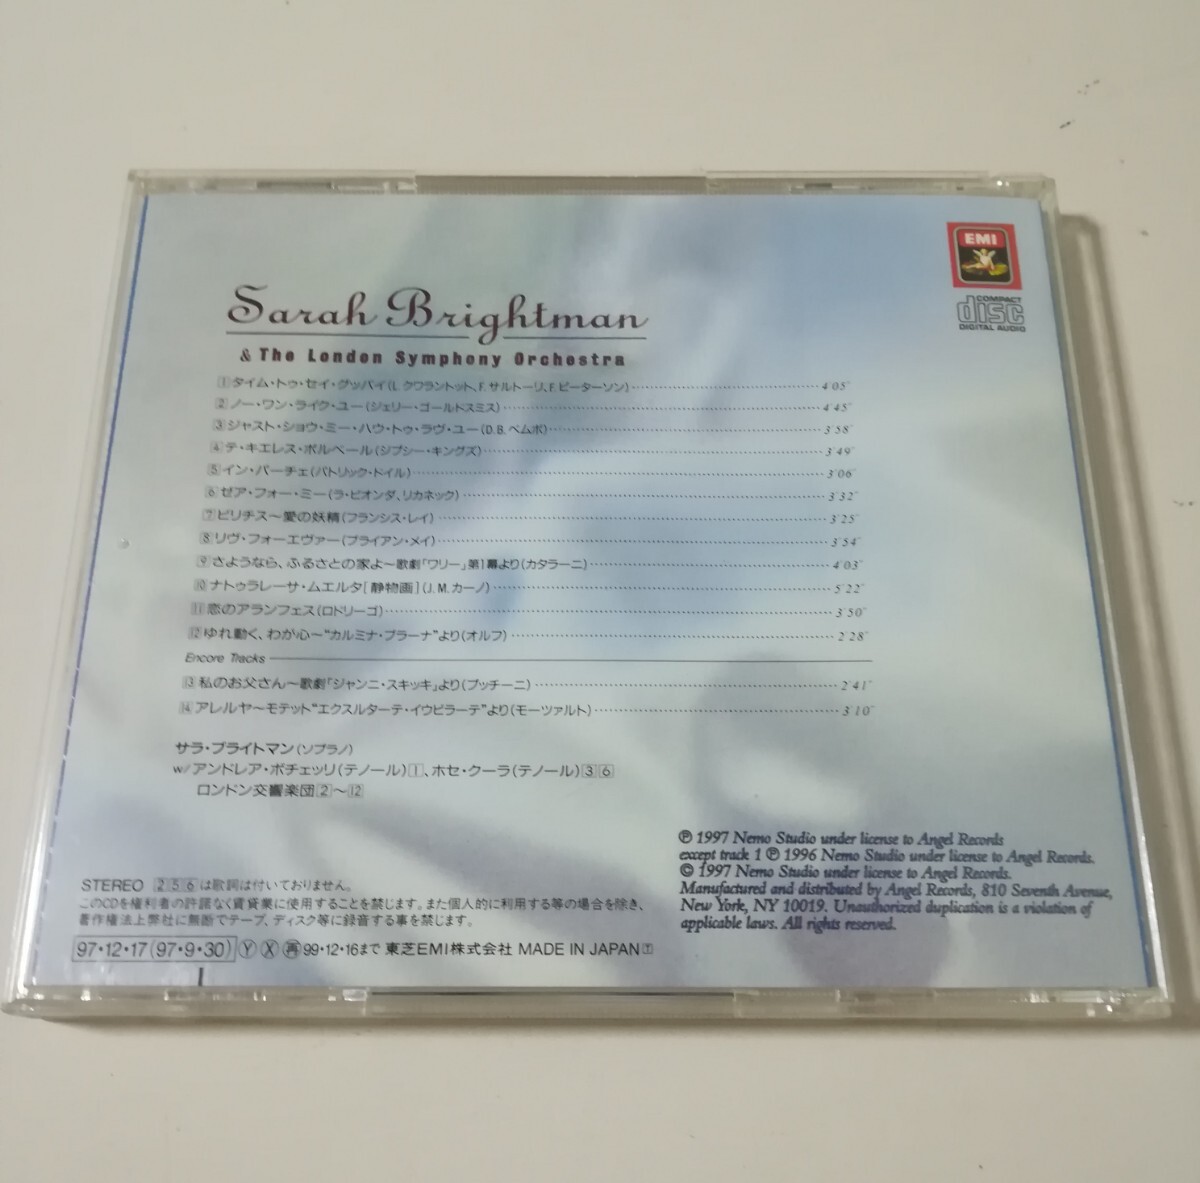 EMI
COMPACT
disc
DIGITAL AUDIO
Sarah Brightman
& The London Symphony Orchestra
1 タイム・トゥ・セイ・グッバイ(L.クワラントット、F.サルトーリ、F.ピーターソン) 4'05"
2 ノー・ワン・ライク・ユー(ジェリー・ゴールドスミス) 4'45"
3 ジャスト・ショウ・ミー・ハウ・トゥ・ラヴ・ユー(D.B.ベムボ) 3'58"
4 テ・キエレス・ボルベール(ジプシー・キングズ) 3'49"
5 イン・パーチェ(パトリック・ドイル) 3'06"
6 ゼア・フォー・ミー(ラ・ビオンダ、リカネック) 3'32"
7 ビリチス〜愛の妖精(フランシス・レイ) 3'25"
8 リヴ・フォーエヴァー(ブライアン・メイ) 3'54"
9 さようなら、ふるさとの家よ〜歌劇「ワリー」第1幕より(カタラーニ) 4'03"
10 ナトゥラレーサ・ムエルタ[静物画](J.M.カーノ) 5'22"
11 恋のアランフェス(ロドリーゴ) 3'50"
12 ゆれ動く、わが心〜"カルミナ・ブラーナ"より(オルフ) 2'28"
Encore Tracks
13 私のお父さん〜歌劇「ジャンニ・スキッキ」より(プッチーニ) 2'41"
14 アレルヤ〜モテット"エクスルターテ・イウビラーテ"より(モーツァルト) 3'10"
サラ・ブライトマン(ソプラノ)
w/アンドレア・ボチェッリ(テノール)1、ホセ・クーラ(テノール)3 6
ロンドン交響楽団2〜12
℗ 1997 Nemo Studio under license to Angel Records
except track 1 ℗ 1996 Nemo Studio under license to Angel Records.
© 1997 Nemo Studio under license to Angel Records.
Manufactured and distributed by Angel Records, 810 Seventh Avenue,
New York, NY 10019. Unauthorized duplication is a violation of
applicable laws. All rights reserved.
STEREO 2 5 6 は歌詞は付いておりません。
このCDを権利者の許諾なく賃貸業に使用することを禁じます。また個人的に利用する等の場合を除き、
著作権法上弊社に無断でテープ、ディスク等に録音する事を禁じます。
97・12・17(97・9・30) Ⓨ Ⓧ 再 99・12・16まで 東芝EMI株式会社 MADE IN JAPAN T